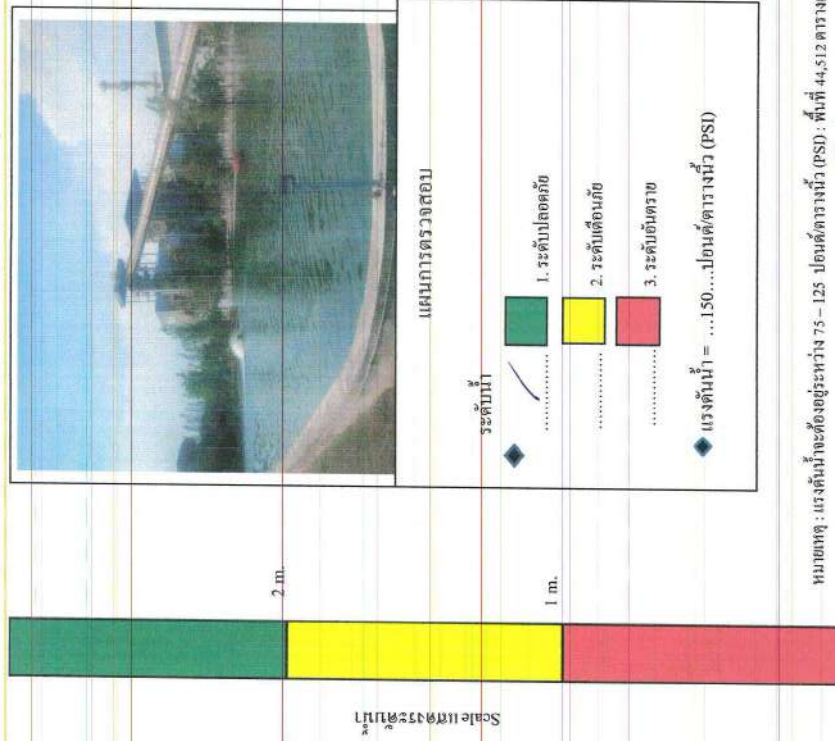 แผนการตรวจสอบ
ระดับน้ำ
............... 1. ระดับปลอดภัย
............... 2. ระดับเตือนภัย
............... 3. ระดับอันตราย
แรงดันน้ำ = ...150....ปอนด์/ตารางนิ้ว (PSI)
Scale แสดงระดับน้ำ
2 m.
1 m.
หมายเหตุ : แรงดันน้ำจะต้องอยู่ระหว่าง 75 – 125 ปอนด์/ตารางนิ้ว (PSI) : พื้นที่ 44,512